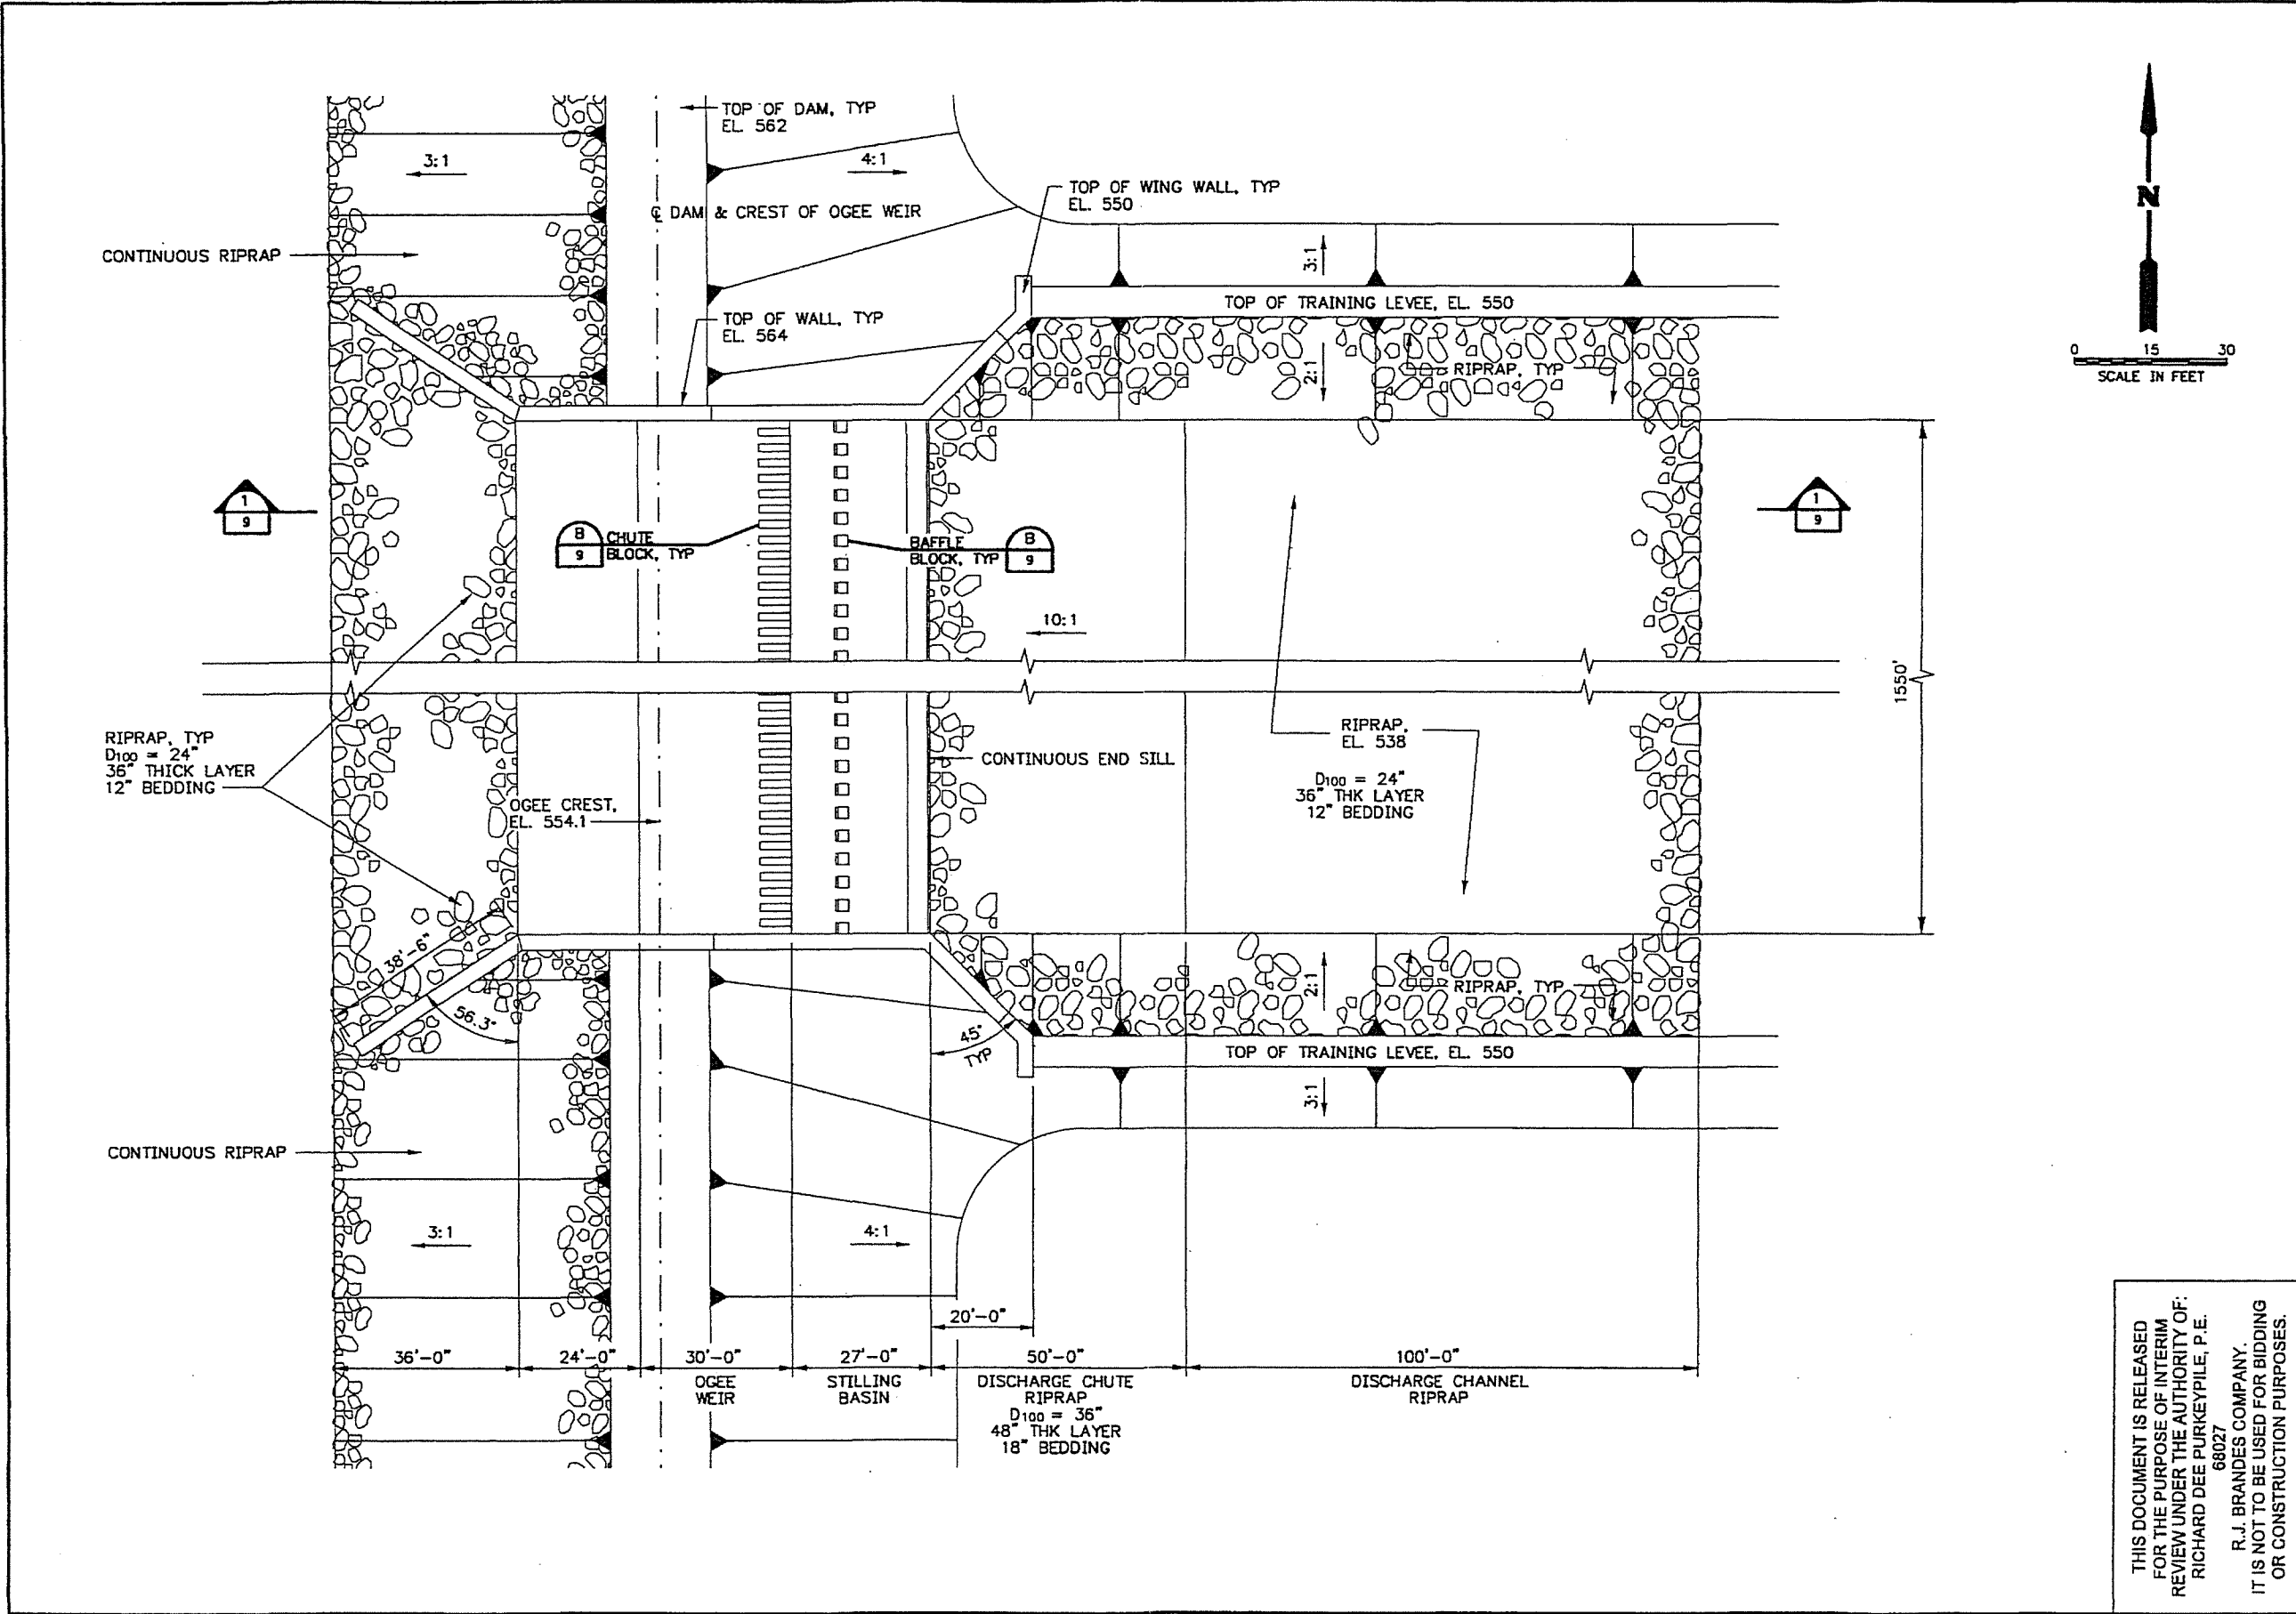 TOP OF DAM, TYP
EL. 562
3:1
4:1
N
TOP OF WING WALL, TYP
EL. 550
℄ DAM & CREST OF OGEE WEIR
CONTINUOUS RIPRAP
3:1
TOP OF TRAINING LEVEE, EL. 550
TOP OF WALL, TYP
EL. 564
0 15 30
SCALE IN FEET
2:1
RIPRAP, TYP
1
9
1
9
B
9
CHUTE
BLOCK, TYP
BAFFLE
BLOCK, TYP
B
9
10:1
1550'
RIPRAP, TYP
D100 = 24"
36" THICK LAYER
12" BEDDING
RIPRAP,
EL. 538
D100 = 24"
36" THK LAYER
12" BEDDING
CONTINUOUS END SILL
OGEE CREST,
EL. 554.1
38'-6"
56.3°
45°
TYP
2:1
RIPRAP, TYP
TOP OF TRAINING LEVEE, EL. 550
3:1
CONTINUOUS RIPRAP
3:1
4:1
20'-0"
36'-0"
24'-0"
30'-0"
27'-0"
50'-0"
100'-0"
OGEE
WEIR
STILLING
BASIN
DISCHARGE CHUTE
RIPRAP
D100 = 36"
48" THK LAYER
18" BEDDING
DISCHARGE CHANNEL
RIPRAP
THIS DOCUMENT IS RELEASED
FOR THE PURPOSE OF INTERIM
REVIEW UNDER THE AUTHORITY OF:
RICHARD DEE PURKEYPILE, P.E.
68027
R.J. BRANDES COMPANY.
IT IS NOT TO BE USED FOR BIDDING
OR CONSTRUCTION PURPOSES.